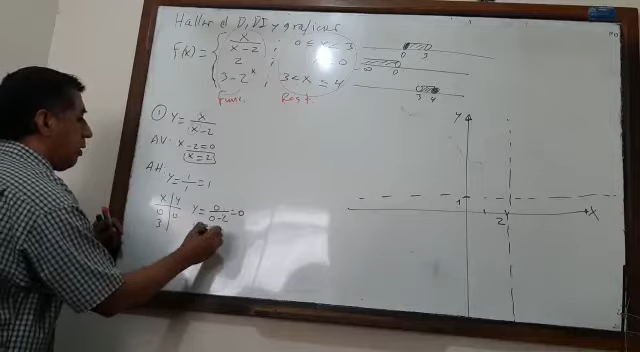 Hallar el D, DI y graficar
f(x) = { x/(x-2) ; 0 ≤ x < 3
2 ; x < 0
3-2^x ; 3 < x ≤ 4
Func. Rest.
0 3
0
3 4
① y = x/(x-2)
AV: x-2=0
x=2
AH:
y = 1/1 = 1
x | y
0 | 0 y = 0/(0-2) = 0
3 |
y
1
2
x